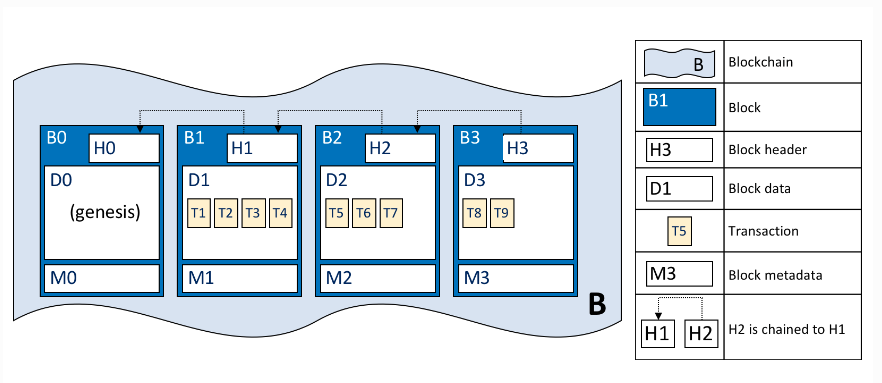 B0
H0
B1
H1
B2
H2
B3
H3
D0
(genesis)
D1
T1 T2 T3 T4
D2
T5 T6 T7
D3
T8 T9
M0
M1
M2
M3
B
B Blockchain
B1 Block
H3 Block header
D1 Block data
T5 Transaction
M3 Block metadata
H1 H2 H2 is chained to H1